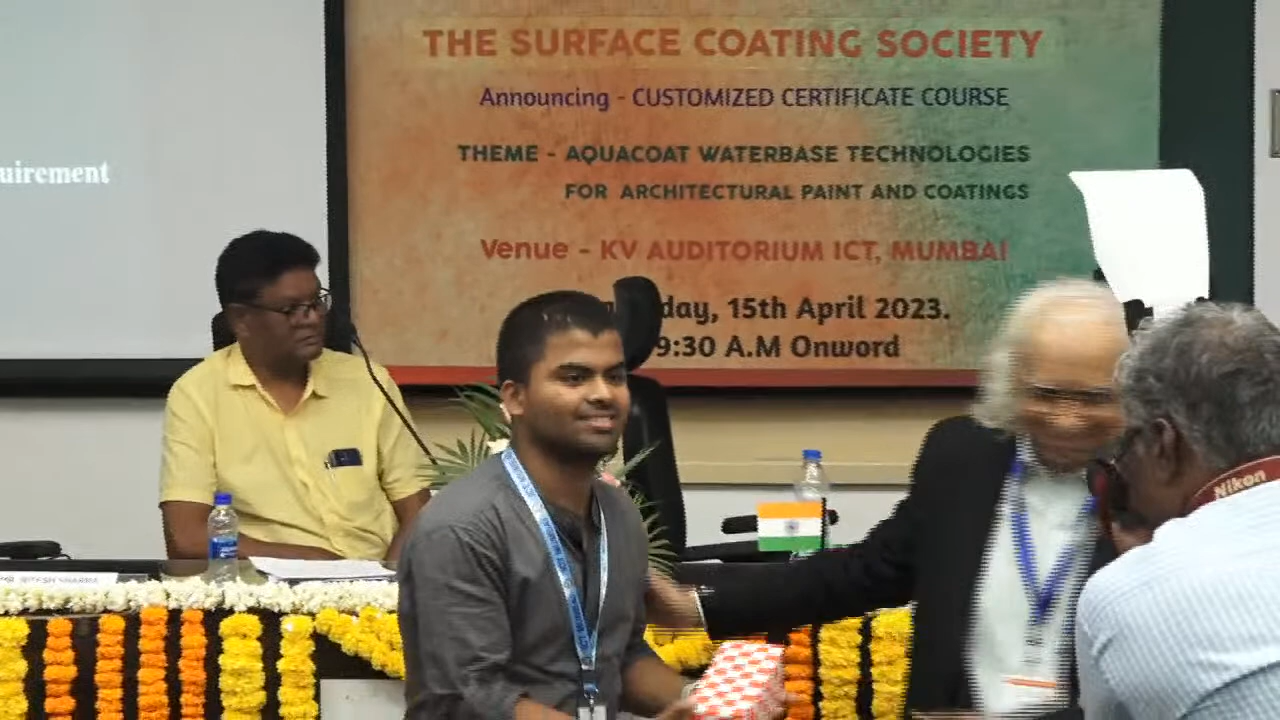 THE SURFACE COATING SOCIETY
Announcing - CUSTOMIZED CERTIFICATE COURSE
uirement
THEME - AQUACOAT WATERBASE TECHNOLOGIES
FOR ARCHITECTURAL PAINT AND COATINGS
Venue - KV AUDITORIUM ICT, MUMBAI
day, 15th April 2023.
9:30 A.M Onword
Nikon